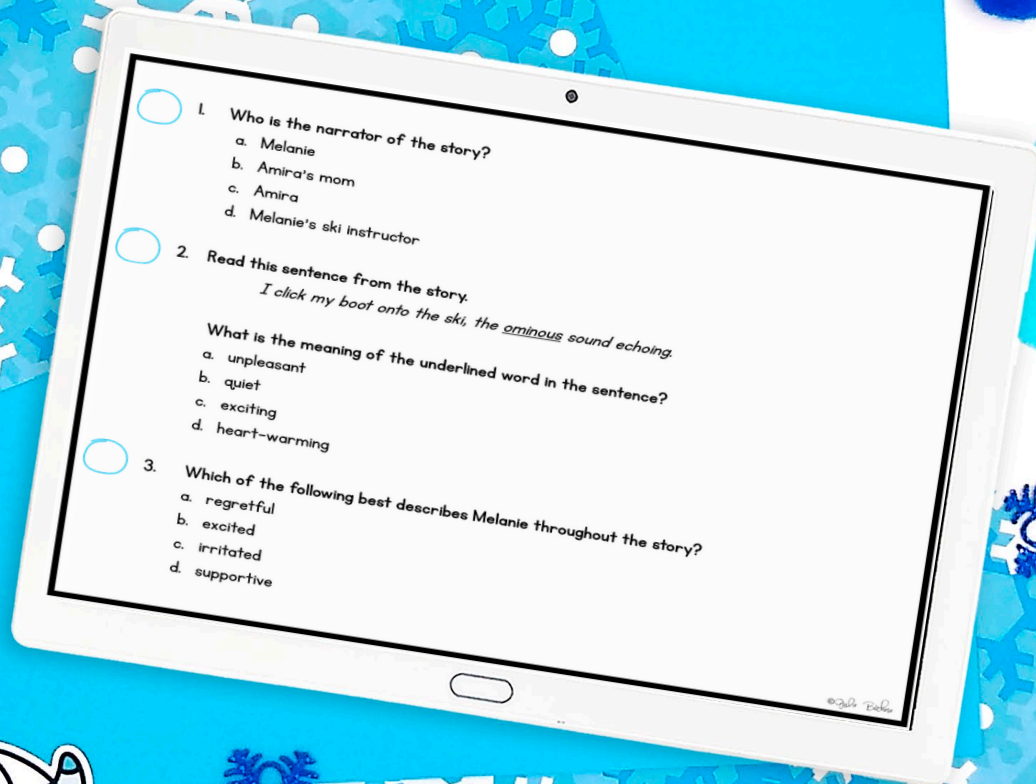 1. Who is the narrator of the story?
a. Melanie
b. Amira's mom
c. Amira
d. Melanie's ski instructor
2. Read this sentence from the story.
I click my boot onto the ski, the ominous sound echoing.
What is the meaning of the underlined word in the sentence?
a. unpleasant
b. quiet
c. exciting
d. heart-warming
3. Which of the following best describes Melanie throughout the story?
a. regretful
b. excited
c. irritated
d. supportive